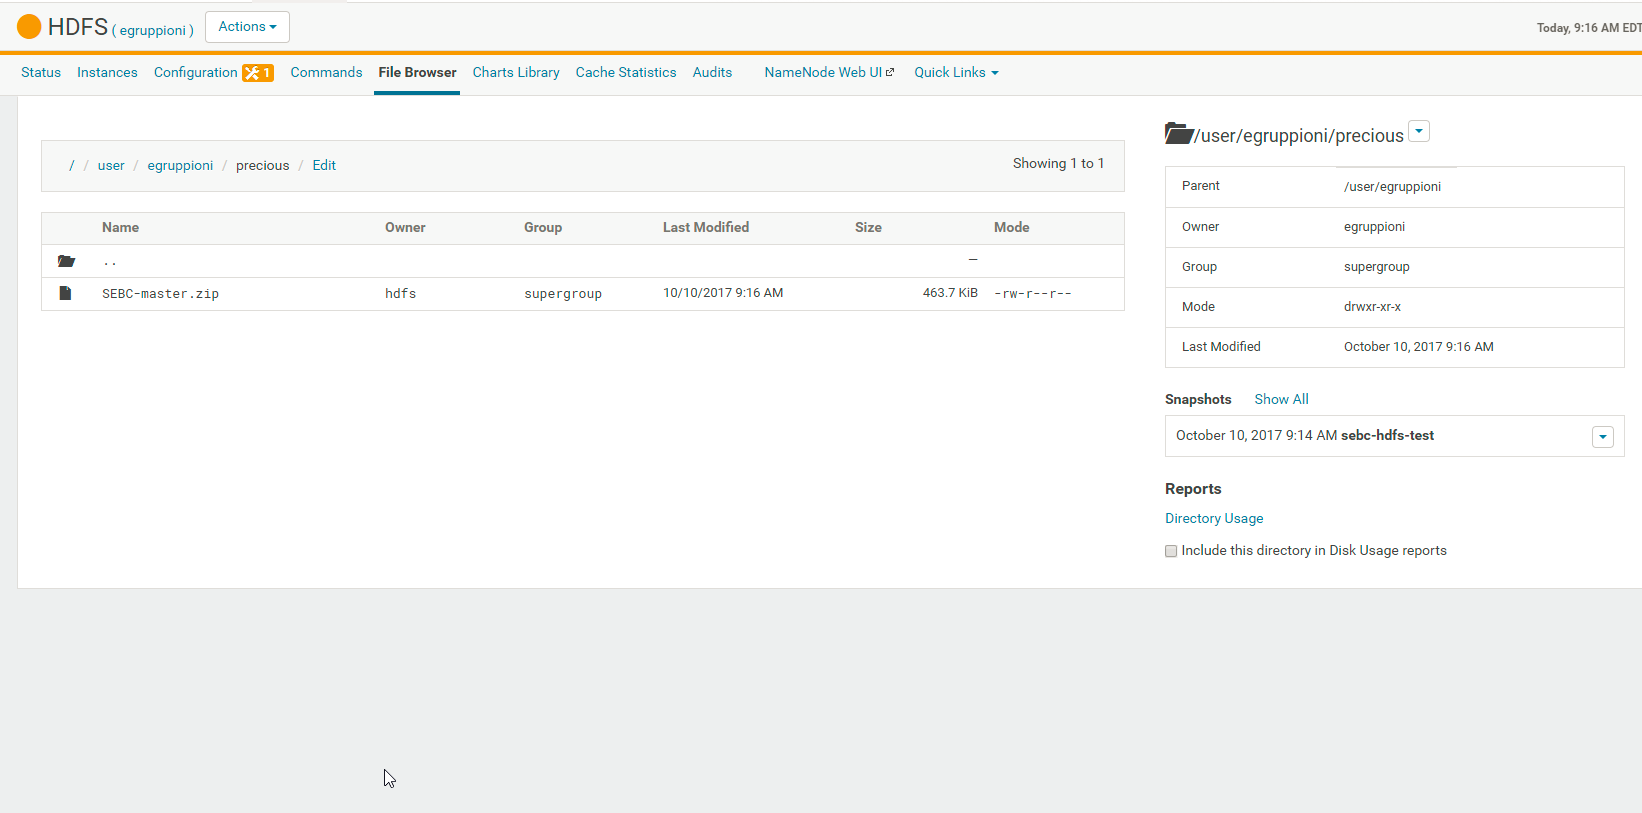 HDFS ( egruppioni ) Actions Today, 9:16 AM EDT
Status Instances Configuration 1 Commands File Browser Charts Library Cache Statistics Audits NameNode Web UI Quick Links
/ / user / egruppioni / precious / Edit Showing 1 to 1
Name Owner Group Last Modified Size Mode
.. —
SEBC-master.zip hdfs supergroup 10/10/2017 9:16 AM 463.7 KiB -rw-r--r--
/user/egruppioni/precious
Parent /user/egruppioni
Owner egruppioni
Group supergroup
Mode drwxr-xr-x
Last Modified October 10, 2017 9:16 AM
Snapshots Show All
October 10, 2017 9:14 AM sebc-hdfs-test
Reports
Directory Usage
Include this directory in Disk Usage reports